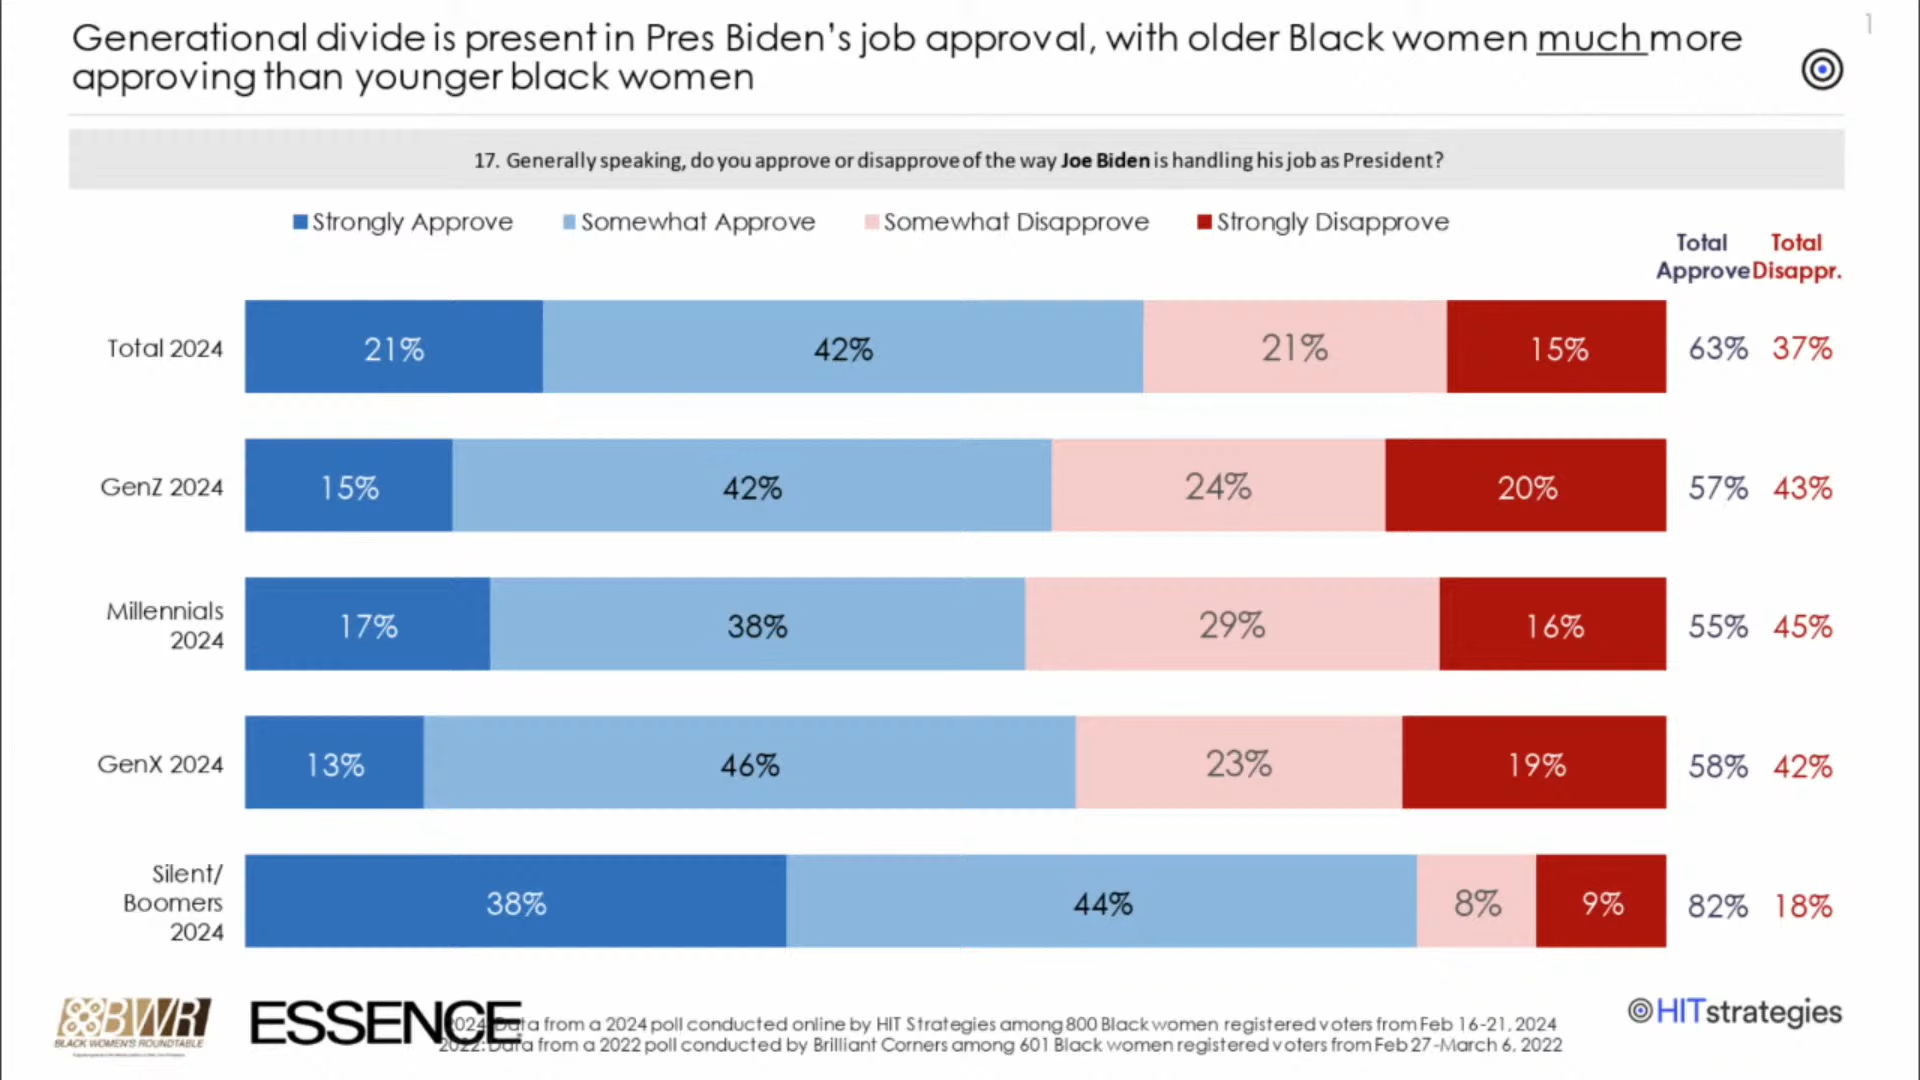 1
Generational divide is present in Pres Biden's job approval, with older Black women much more
approving than younger black women
17. Generally speaking, do you approve or disapprove of the way Joe Biden is handling his job as President?
Strongly Approve Somewhat Approve Somewhat Disapprove Strongly Disapprove
Total Total
Approve Disappr.
Total 2024 21% 42% 21% 15% 63% 37%
GenZ 2024 15% 42% 24% 20% 57% 43%
Millennials
2024
17% 38% 29% 16% 55% 45%
GenX 2024 13% 46% 23% 19% 58% 42%
Silent/
Boomers
2024
38% 44% 8% 9% 82% 18%
BWR
BLACK WOMEN'S ROUNDTABLE
ESSENCE
2024: Data from a 2024 poll conducted online by HIT Strategies among 800 Black women registered voters from Feb 16-21, 2024
2022: Data from a 2022 poll conducted by Brilliant Corners among 601 Black women registered voters from Feb 27-March 6, 2022
HITstrategies